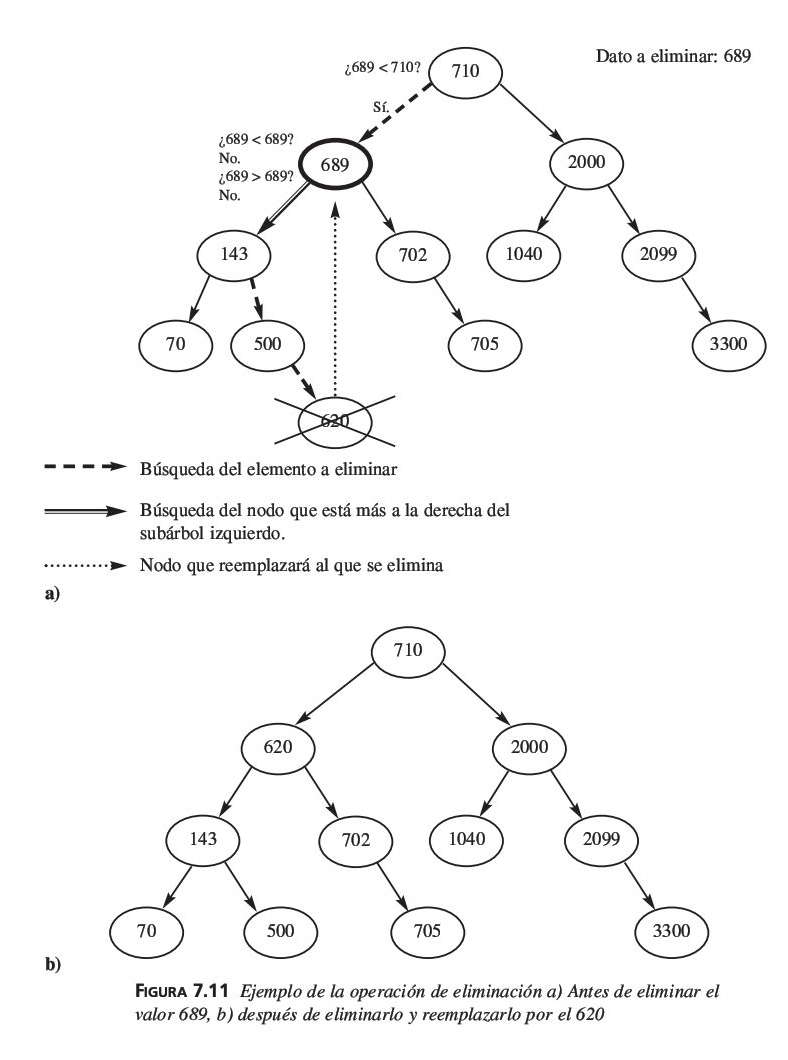 Dato a eliminar: 689
¿689 < 710?
710
Sí.
¿689 < 689?
No.
¿689 > 689?
No.
689
2000
143
702
1040
2099
70
500
705
3300
620
Búsqueda del elemento a eliminar
Búsqueda del nodo que está más a la derecha del
subárbol izquierdo.
Nodo que reemplazará al que se elimina
a)
710
620
2000
143
702
1040
2099
70
500
705
3300
b)
FIGURA 7.11 Ejemplo de la operación de eliminación a) Antes de eliminar el
valor 689, b) después de eliminarlo y reemplazarlo por el 620